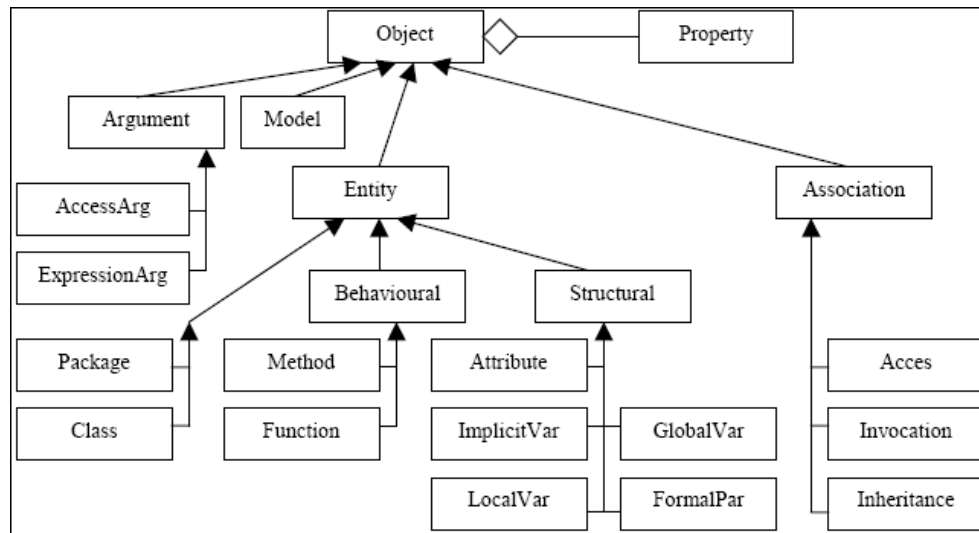 Object
Property
Argument
Model
Entity
Association
AccessArg
ExpressionArg
Behavioural
Structural
Package
Method
Attribute
Acces
Class
Function
ImplicitVar
GlobalVar
Invocation
LocalVar
FormalPar
Inheritance